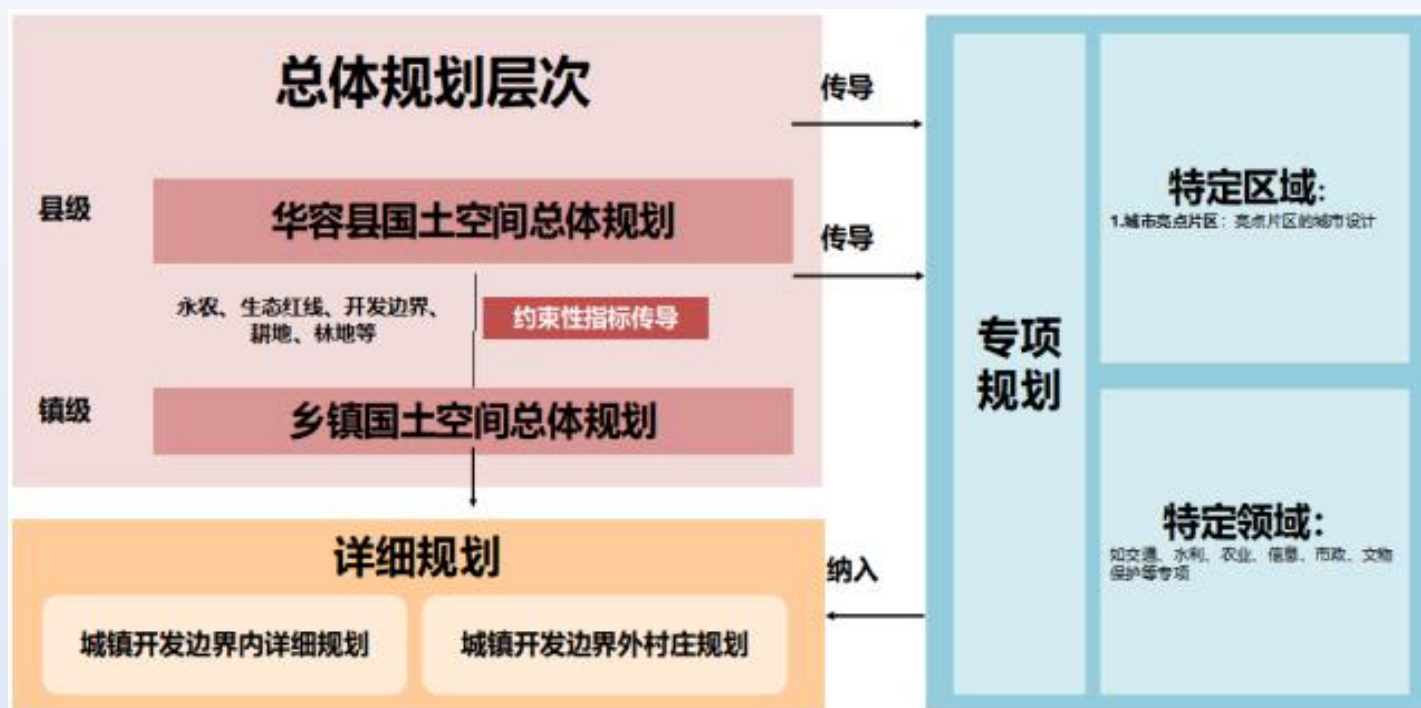 总体规划层次
传导
县级
华容县国土空间总体规划
传导
永农、生态红线、开发边界、
耕地、林地等
约束性指标传导
镇级
乡镇国土空间总体规划
详细规划
城镇开发边界内详细规划
城镇开发边界外村庄规划
纳入
专项
规划
特定区域:
1.城市亮点片区：亮点片区的城市设计
特定领域:
如交通、水利、农业、信息、市政、文物
保护等专项